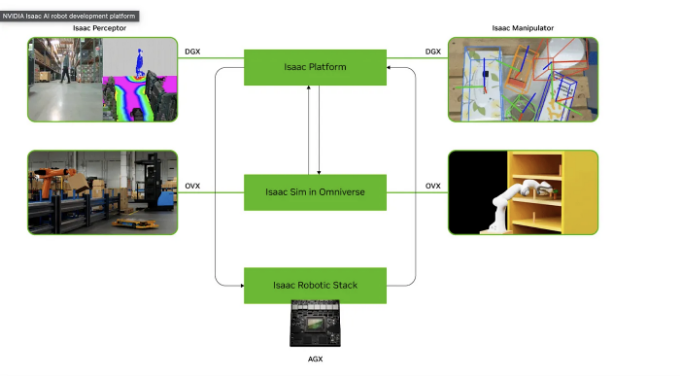 NVIDIA Isaac AI robot development platform
Isaac Perceptor
Isaac Manipulator
DGX
DGX
Isaac Platform
OVX
OVX
Isaac Sim in Omniverse
Isaac Robotic Stack
AGX